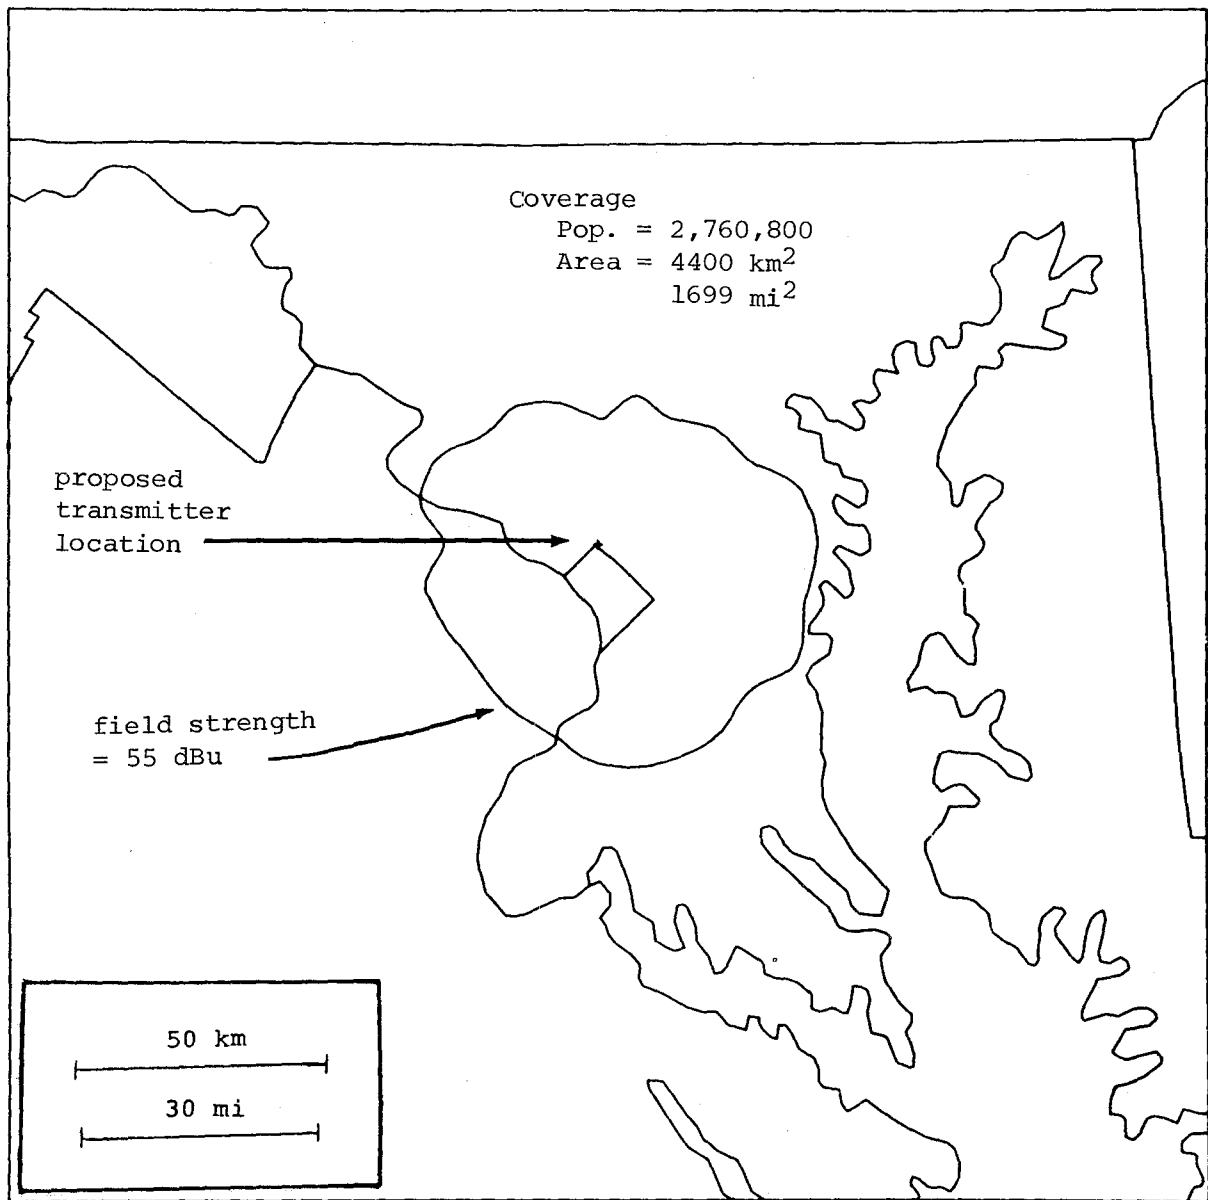 Coverage
Pop. = 2,760,800
Area = 4400 km²
1699 mi²
proposed
transmitter
location
field strength
= 55 dBu
50 km
30 mi